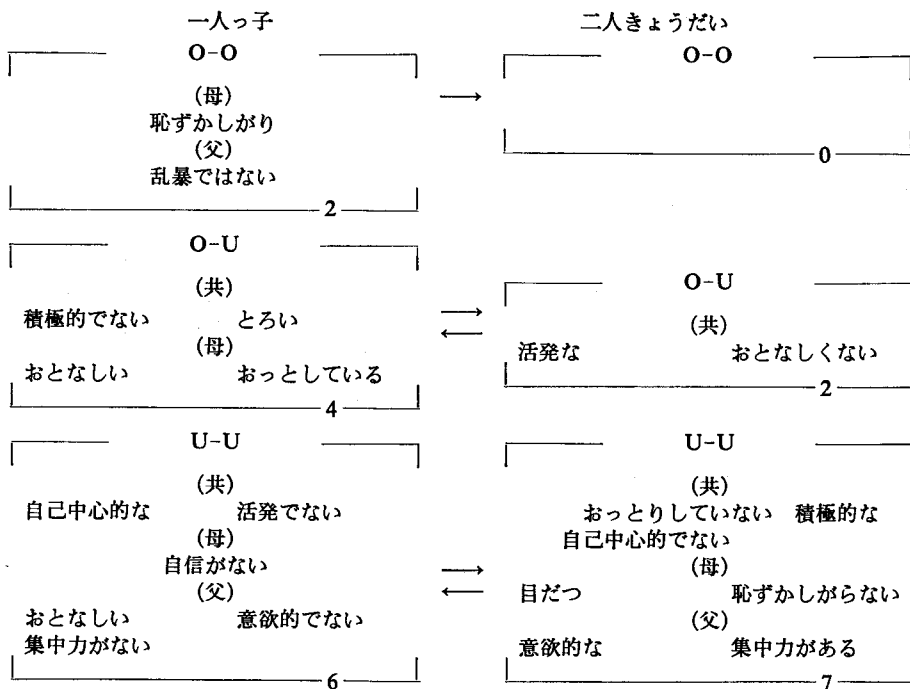 一人っ子
O-O
(母)
恥ずかしがり
(父)
乱暴ではない
2
→
二人きょうだい
O-O
0
O-U
(共)
積極的でない とろい
(母)
おとなしい おっとしている
4
→
←
O-U
(共)
活発な おとなしくない
2
U-U
(共)
自己中心的な 活発でない
(母)
自信がない
(父)
おとなしい 意欲的でない
集中力がない
6
→
←
U-U
(共)
おっとりしていない 積極的な
自己中心的でない
(母)
目だつ 恥ずかしがらない
(父)
意欲的な 集中力がある
7